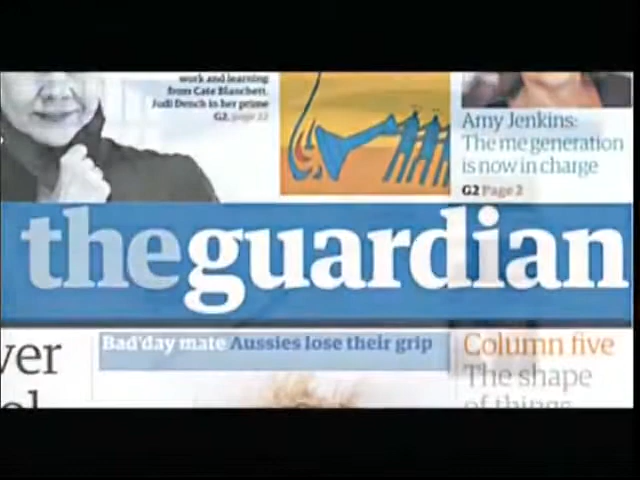 work and learning
from Cate Blanchett.
Judi Dench in her prime
G2, page 22
Amy Jenkins:
The me generation
is now in charge
G2 Page 2
theguardian
Bad'day mate Aussies lose their grip
ver
Column five
The shape
of things